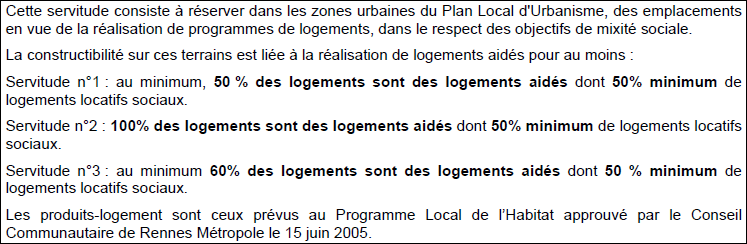 Cette servitude consiste à réserver dans les zones urbaines du Plan Local d'Urbanisme, des emplacements
en vue de la réalisation de programmes de logements, dans le respect des objectifs de mixité sociale.
La constructibilité sur ces terrains est liée à la réalisation de logements aidés pour au moins :
Servitude n°1 : au minimum, 50 % des logements sont des logements aidés dont 50% minimum de
logements locatifs sociaux.
Servitude n°2 : 100% des logements sont des logements aidés dont 50% minimum de logements locatifs
sociaux.
Servitude n°3 : au minimum 60% des logements sont des logements aidés dont 50 % minimum de
logements locatifs sociaux.
Les produits-logement sont ceux prévus au Programme Local de l'Habitat approuvé par le Conseil
Communautaire de Rennes Métropole le 15 juin 2005.